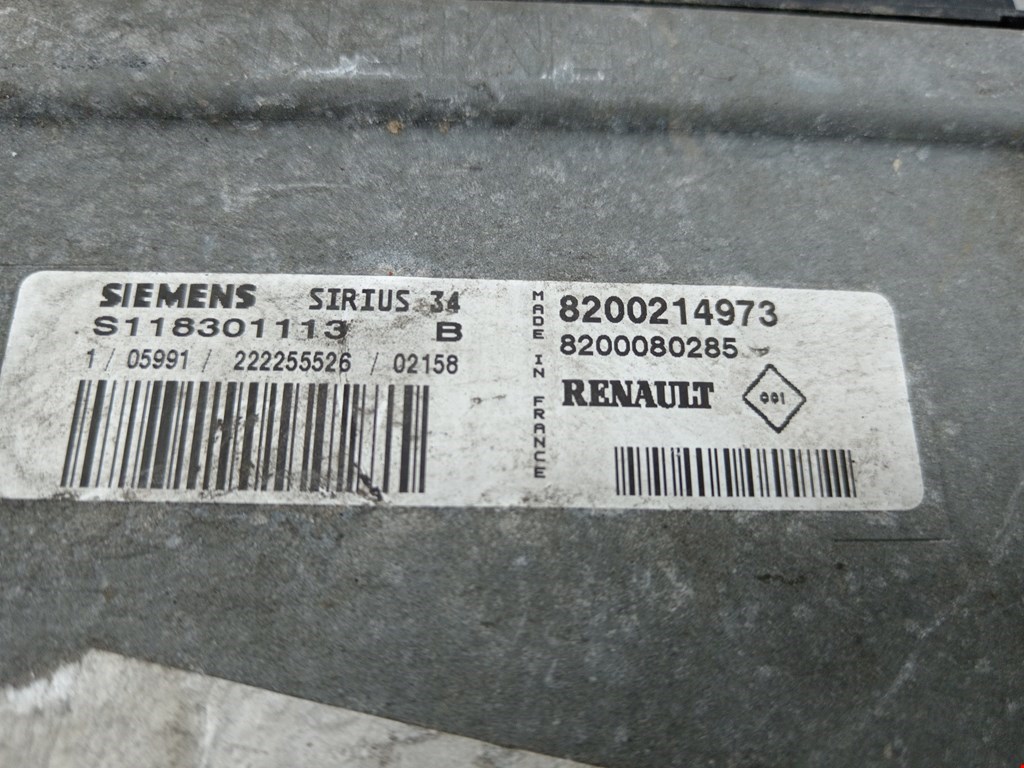 SIEMENS SIRIUS 34
S118301113 B
1 / 05991 / 222255526 / 02158
MADE IN FRANCE
8200214973
8200080285
RENAULT 001